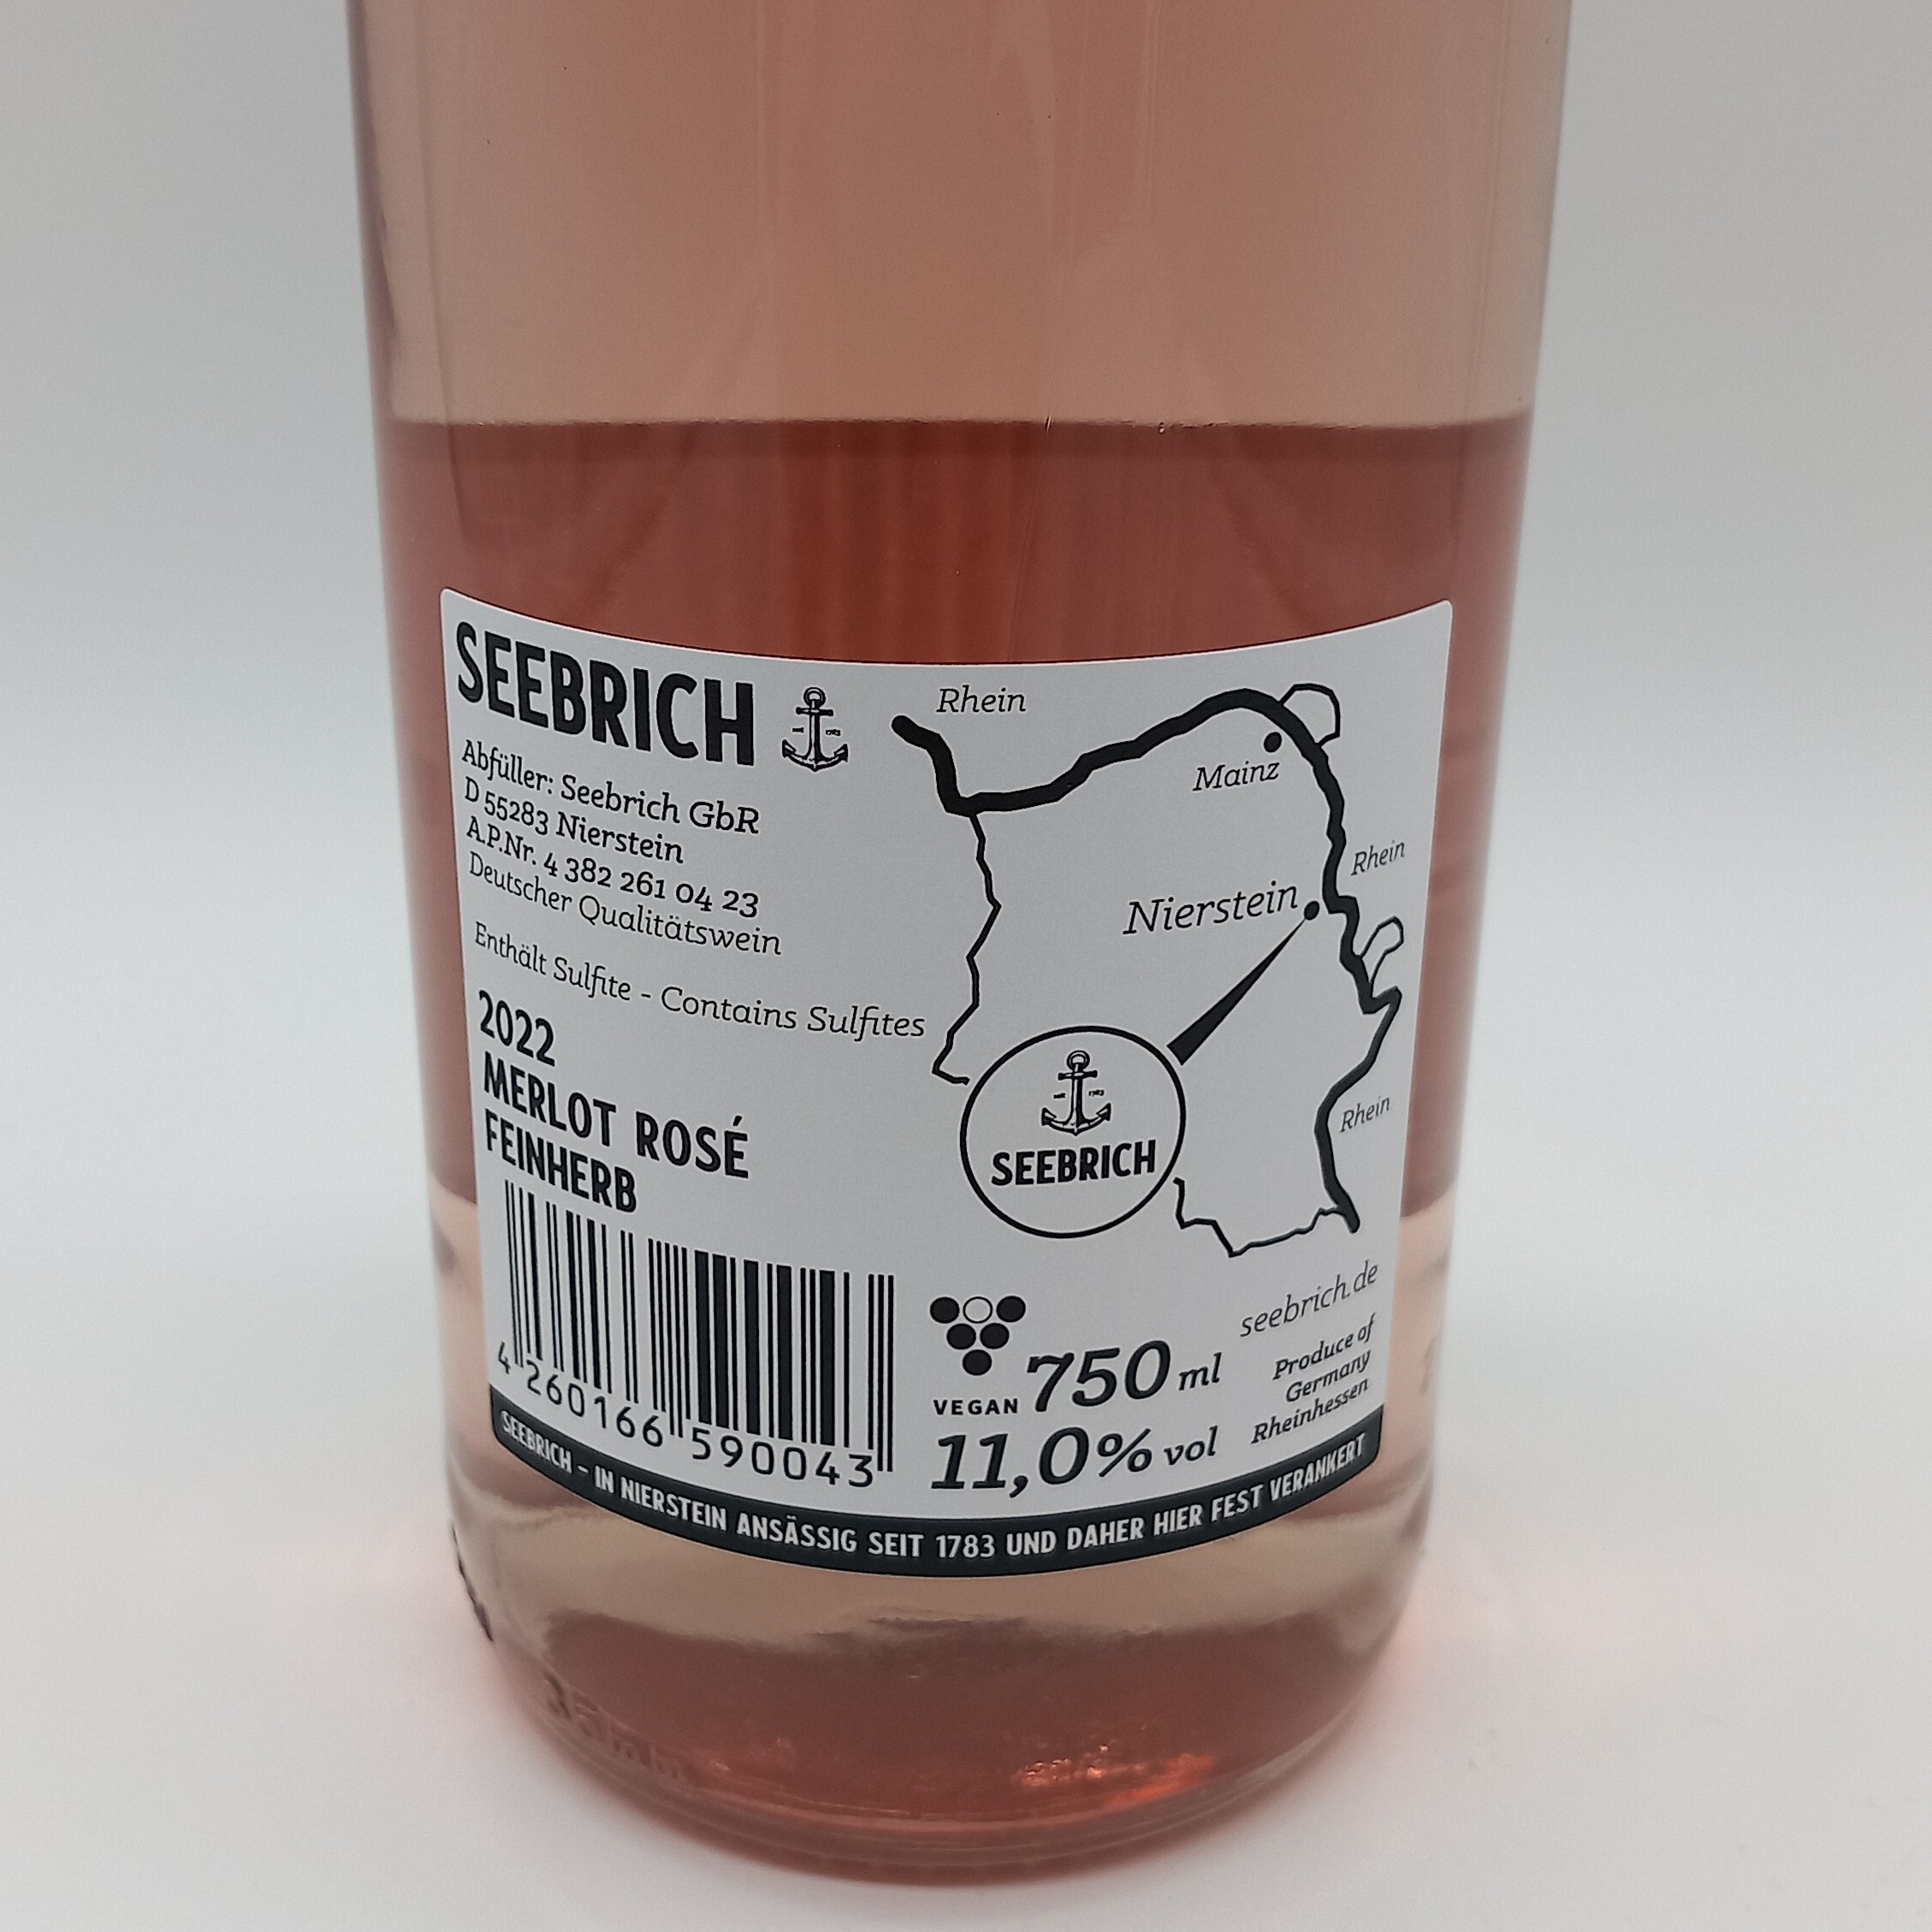 SEEBRICH
Abfüller: Seebrich GbR
D 55283 Nierstein
A.P.Nr. 4 382 261 04 23
Deutscher Qualitätswein
Enthält Sulfite - Contains Sulfites
2022
MERLOT ROSÉ
FEINHERB
4 260166 590043
Rhein
Mainz
Rhein
Nierstein
Rhein
SEEBRICH
seebrich.de
Produce of
Germany
Rheinhessen
VEGAN
750 ml
11,0% vol
SEEBRICH – IN NIERSTEIN ANSÄSSIG SEIT 1783 UND DAHER HIER FEST VERANKERT